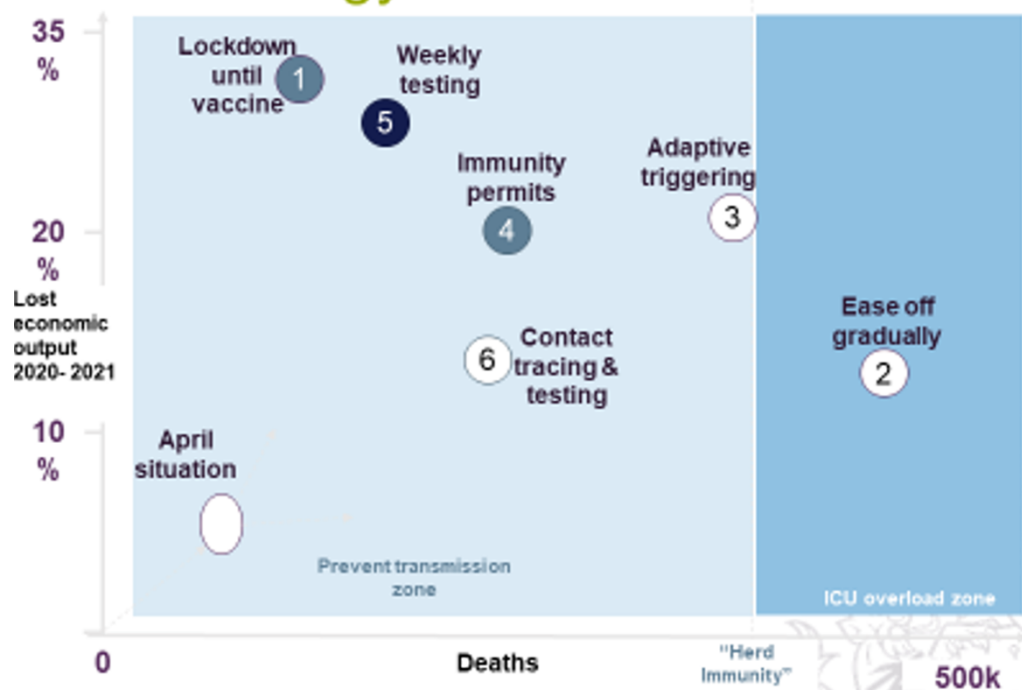 35
%
Lockdown
until
vaccine
1
Weekly
testing
5
Immunity
permits
4
Adaptive
triggering
3
20
%
Lost
economic
output
2020- 2021
Ease off
gradually
2
6
Contact
tracing &
testing
10
%
April
situation
Prevent transmission
zone
ICU overload zone
0
Deaths
"Herd
Immunity"
500k